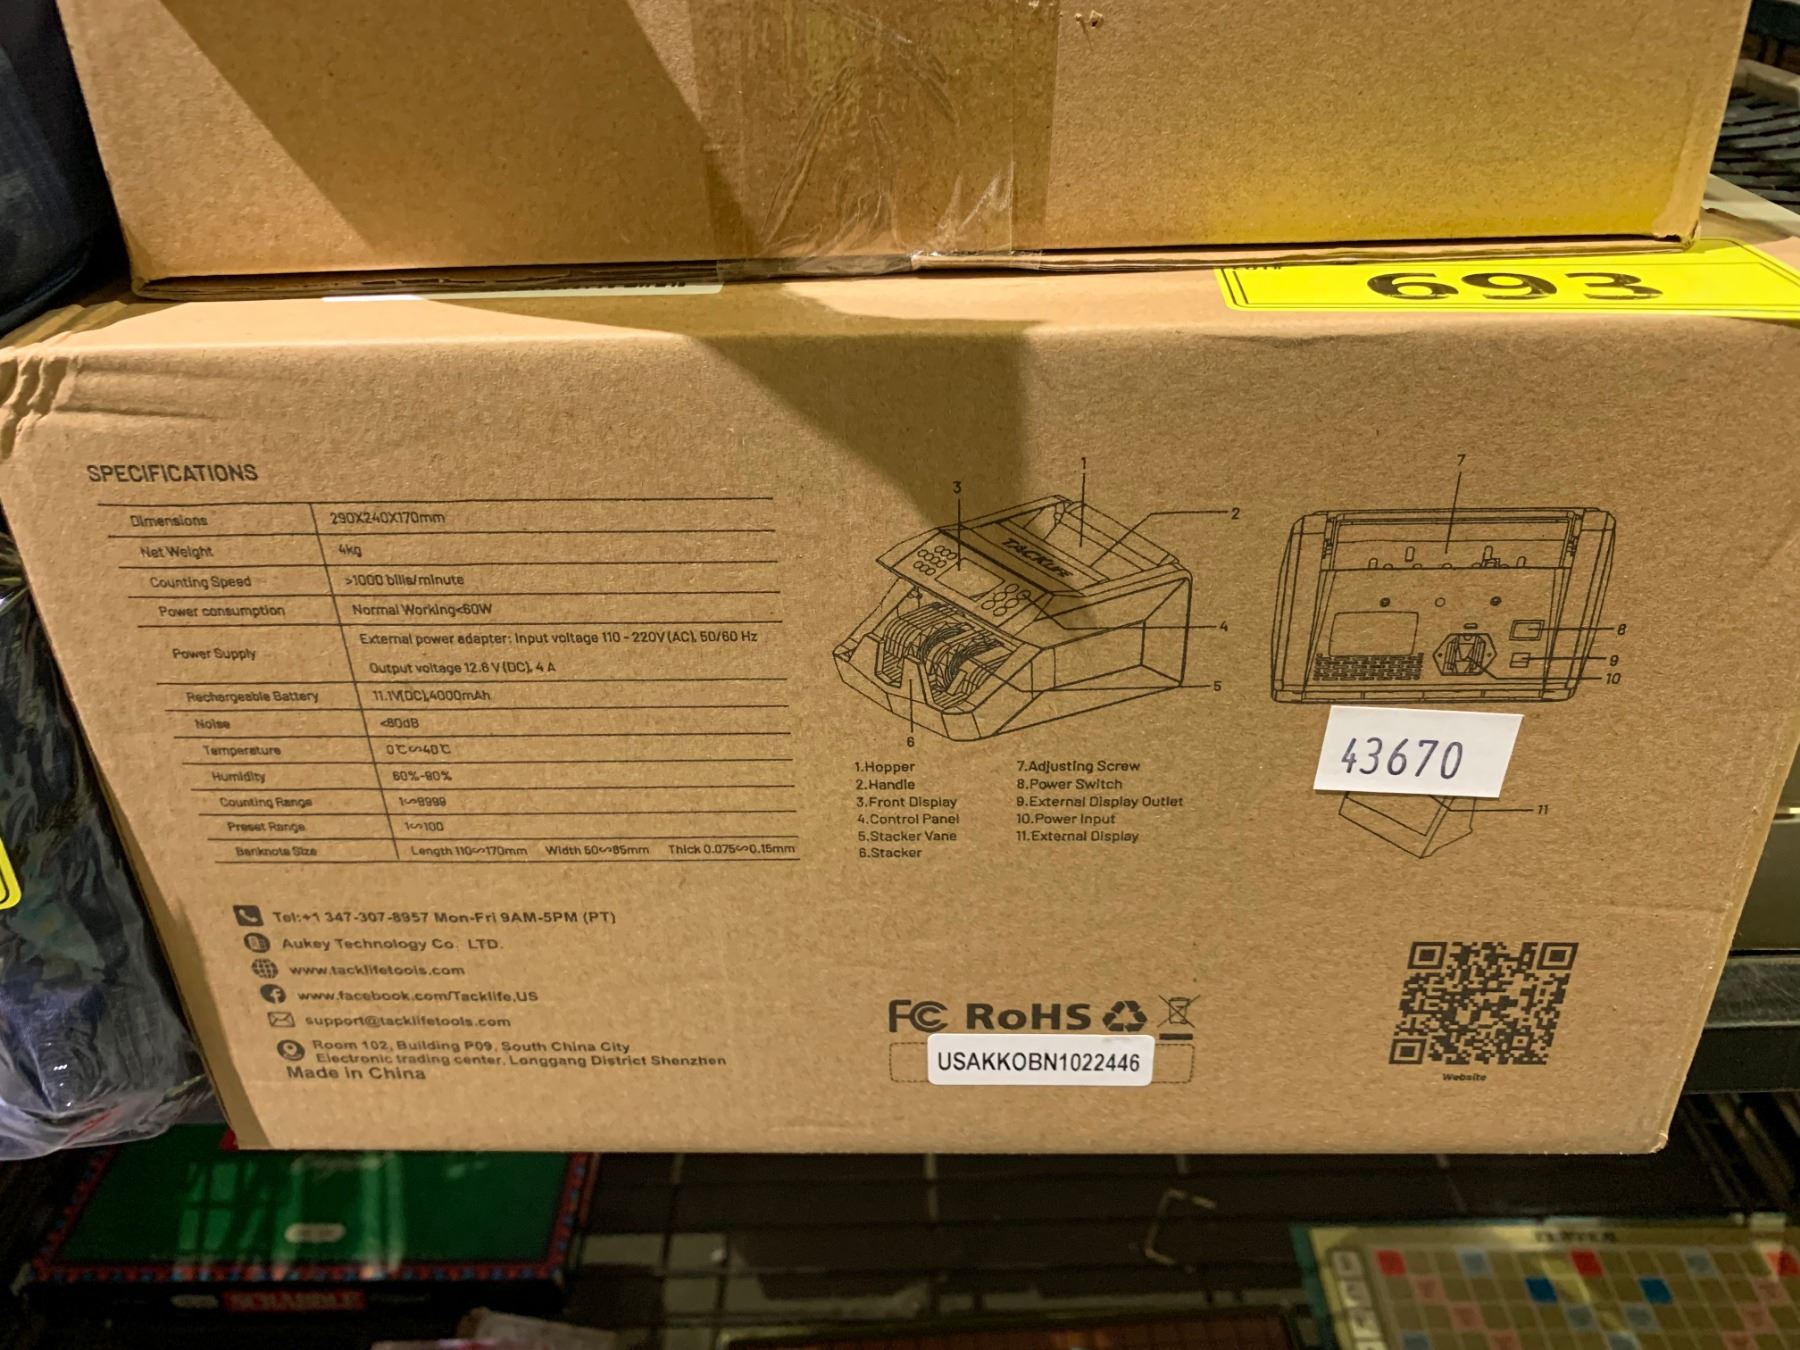 693
SPECIFICATIONS
Dimensions 290X240X170mm
Net Weight 4kg
Counting Speed >1000 bills/minute
Power consumption Normal Working<60W
Power Supply External power adapter: Input voltage 110 - 220V (AC), 50/60 Hz
Output voltage 12.6 V (DC), 4 A
Rechargeable Battery 11.1V(DC),4000mAh
Noise <80dB
Temperature 0℃∽40℃
Humidity 60%-80%
Counting Range 1∽9999
Preset Range 1∽100
Banknote Size Length 110∽170mm Width 50∽85mm Thick 0.075∽0.15mm
1
2
3
4
5
6
TACKLIFE
7
8
9
10
11
1.Hopper
2.Handle
3.Front Display
4.Control Panel
5.Stacker Vane
6.Stacker
7.Adjusting Screw
8.Power Switch
9.External Display Outlet
10.Power Input
11.External Display
43670
Tel:+1 347-307-8957 Mon-Fri 9AM-5PM (PT)
Aukey Technology Co. LTD.
www.tacklifetools.com
www.facebook.com/Tacklife.US
support@tacklifetools.com
Room 102, Building P09, South China City
Electronic trading center, Longgang District Shenzhen
Made in China
FC RoHS
USAKKOBN1022446
Website
SCRABBLE